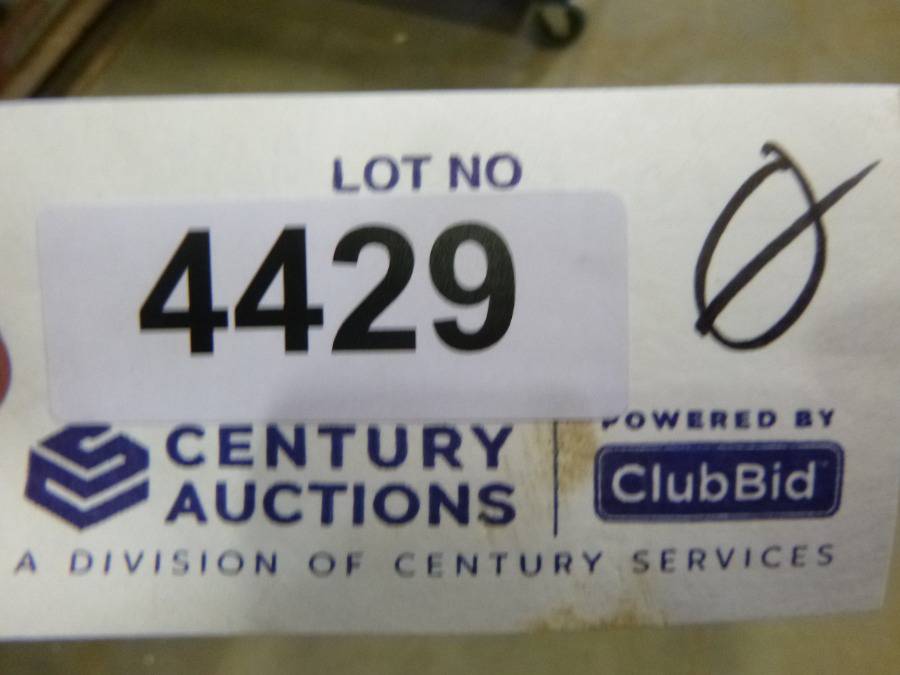 LOT NO
4429 Ø
CENTURY
AUCTIONS
POWERED BY
ClubBid
A DIVISION OF CENTURY SERVICES